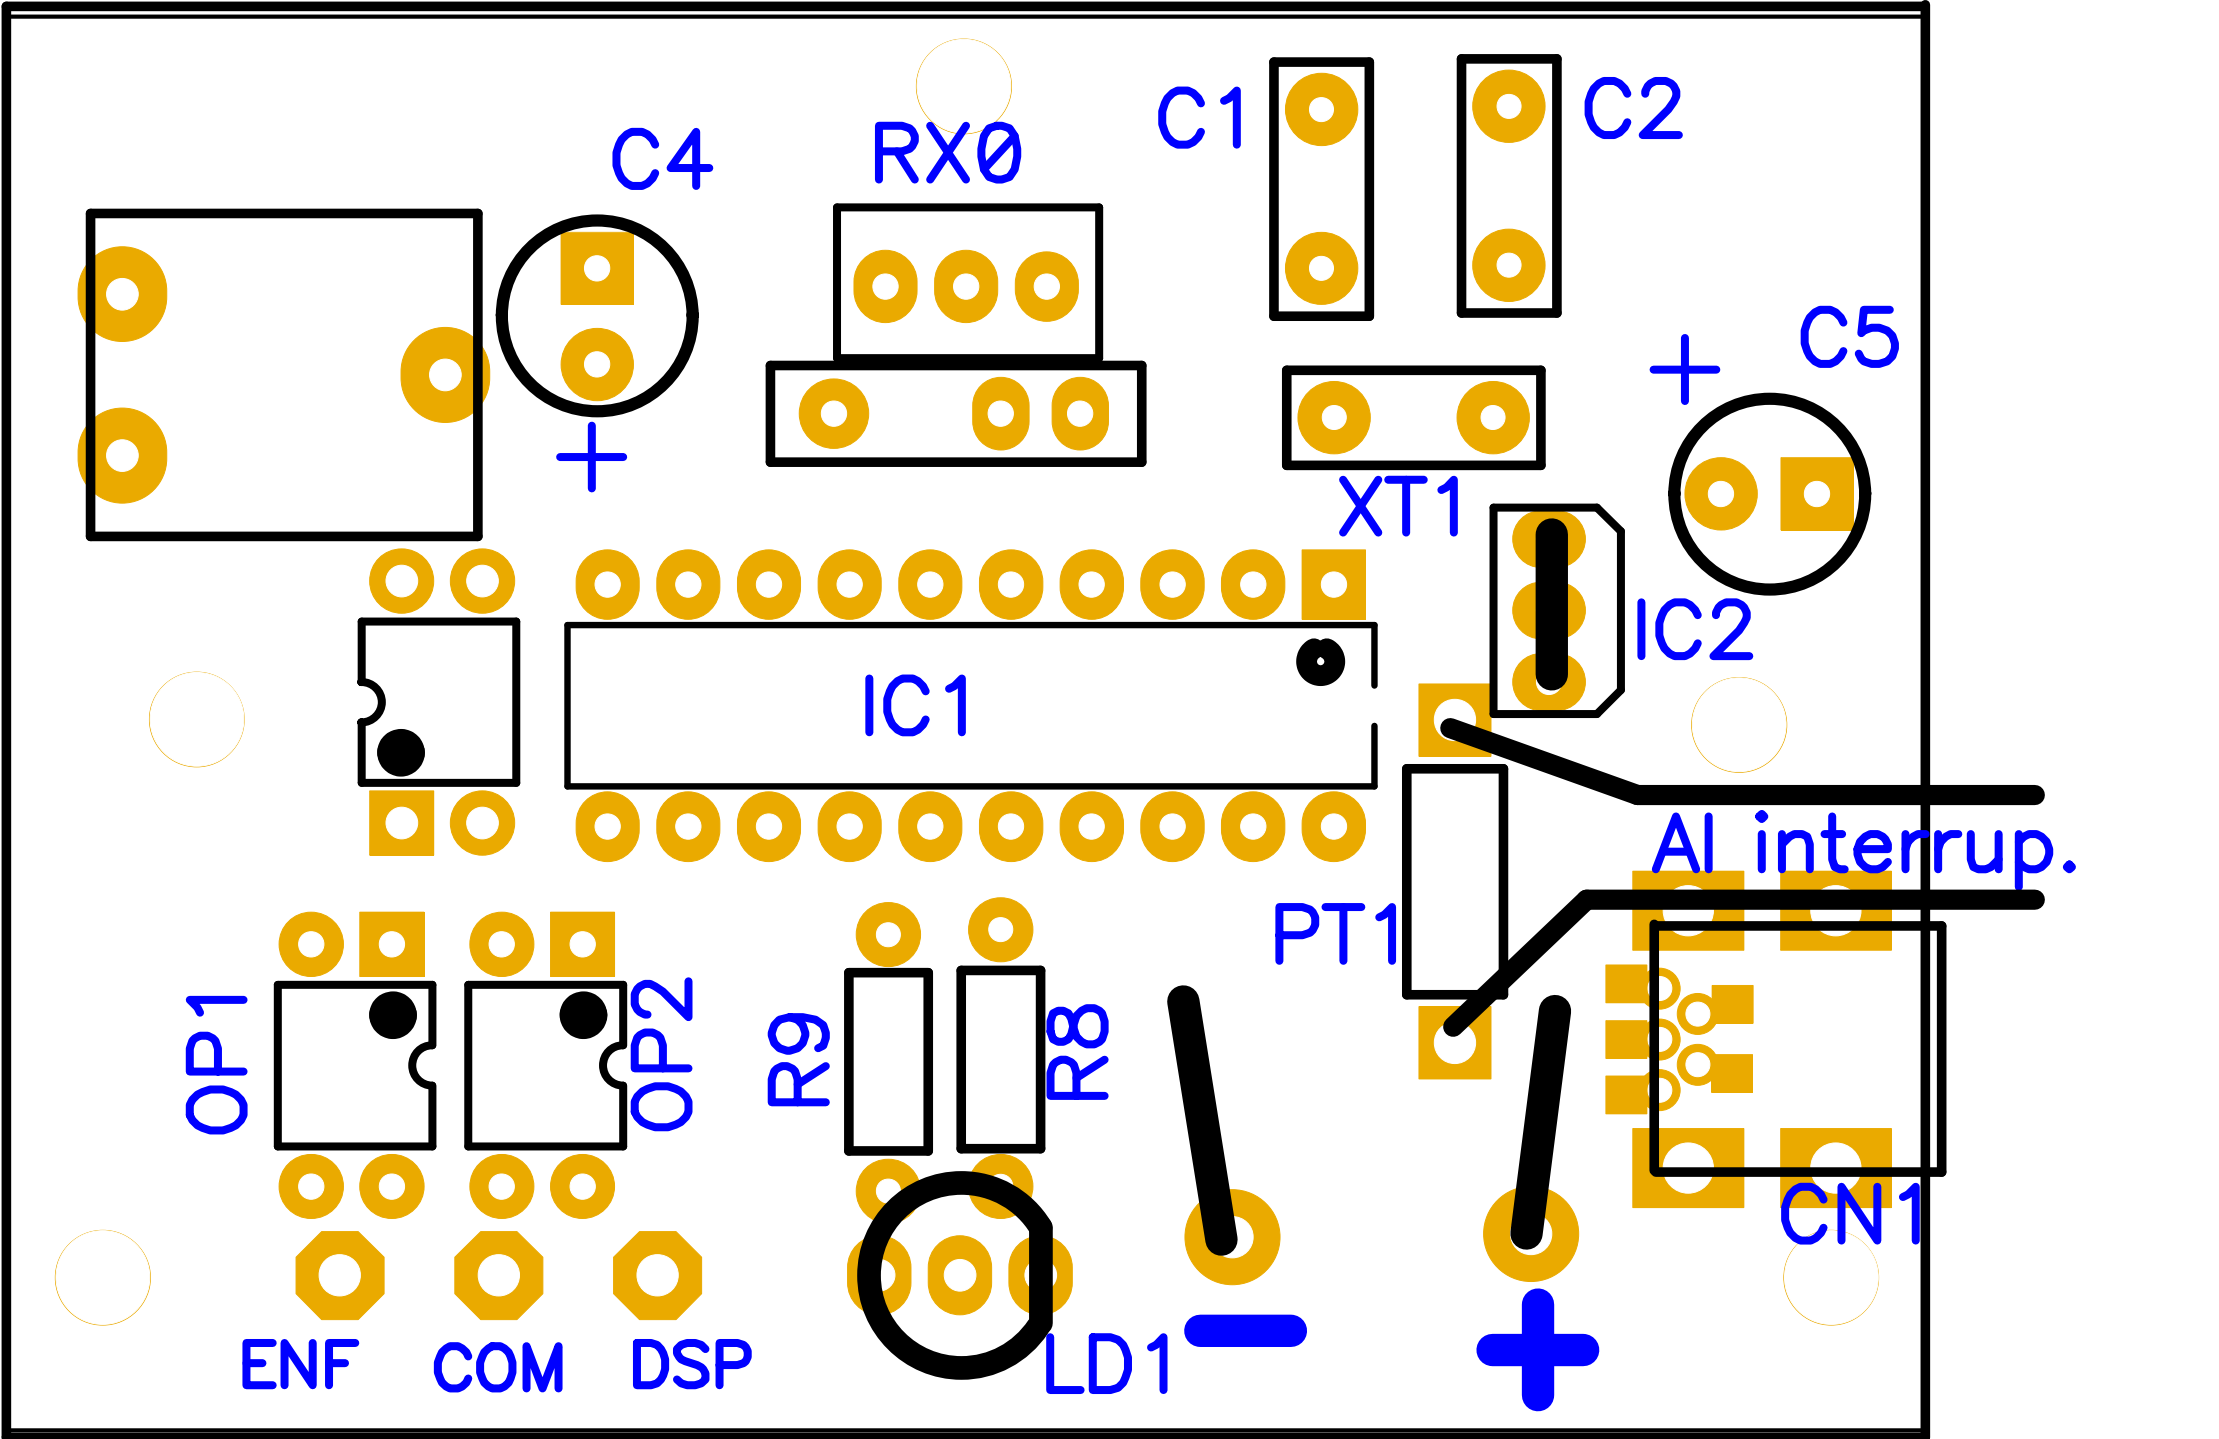 C1
C2
C4
RX0
C5
+
+
XT1
IC2
IC1
AI interrup.
PT1
OP1
OP2
R9
R8
CN1
-
+
ENF
COM
DSP
LD1